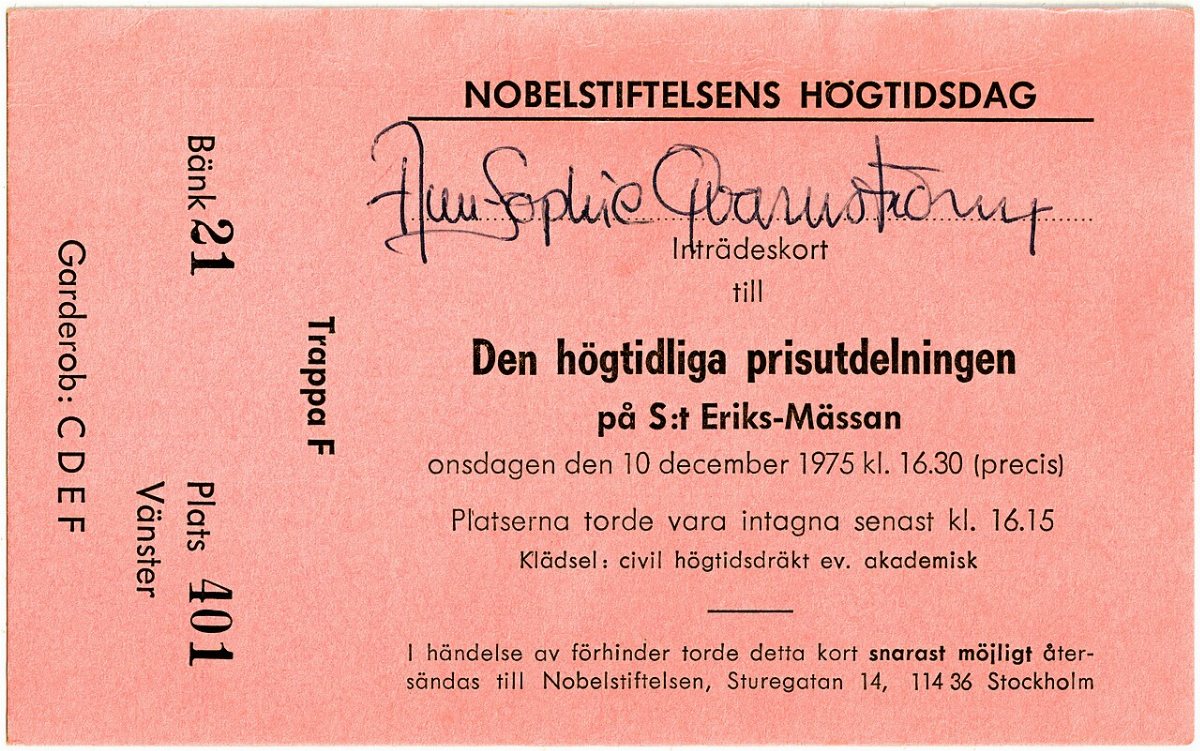 NOBELSTIFTELSENS HÖGTIDSDAG
Ann Sophie Qvarnström
Inträdeskort
till
Den högtidliga prisutdelningen
på S:t Eriks-Mässan
onsdagen den 10 december 1975 kl. 16.30 (precis)
Platserna torde vara intagna senast kl. 16.15
Klädsel: civil högtidsdräkt ev. akademisk
I händelse av förhinder torde detta kort snarast möjligt åter-
sändas till Nobelstiftelsen, Sturegatan 14, 114 36 Stockholm
Trappa F
Bänk 21 Plats 401
Vänster
Garderob: C D E F